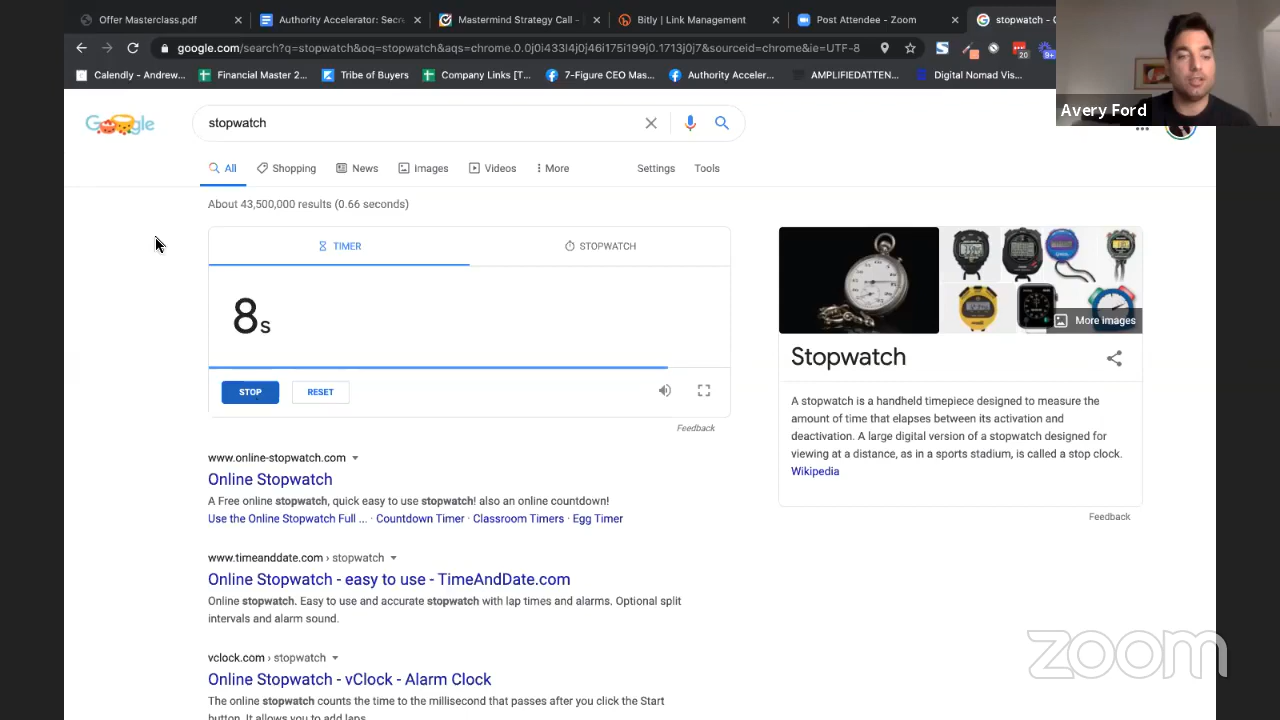 Offer Masterclass.pdf
Authority Accelerator: Secre
Mastermind Strategy Call -
Bitly | Link Management
Post Attendee - Zoom
stopwatch -
google.com/search?q=stopwatch&oq=stopwatch&aqs=chrome.0.0j0i433l4j0j46i175i199j0.1713j0j7&sourceid=chrome&ie=UTF-8
20
9+
Calendly - Andrew...
Financial Master 2...
Tribe of Buyers
Company Links [T...
7-Figure CEO Mas...
Authority Acceler...
AMPLIFIEDATTEN...
Digital Nomad Vis...
Avery Ford
stopwatch
All
Shopping
News
Images
Videos
More
Settings
Tools
About 43,500,000 results (0.66 seconds)
TIMER
STOPWATCH
8s
STOP
RESET
Feedback
www.online-stopwatch.com
Online Stopwatch
A Free online stopwatch, quick easy to use stopwatch! also an online countdown!
Use the Online Stopwatch Full ... · Countdown Timer · Classroom Timers · Egg Timer
www.timeanddate.com › stopwatch
Online Stopwatch - easy to use - TimeAndDate.com
Online stopwatch. Easy to use and accurate stopwatch with lap times and alarms. Optional split
intervals and alarm sound.
vclock.com › stopwatch
Online Stopwatch - vClock - Alarm Clock
The online stopwatch counts the time to the millisecond that passes after you click the Start
button. It allows you to add laps.
More images
Stopwatch
A stopwatch is a handheld timepiece designed to measure the
amount of time that elapses between its activation and
deactivation. A large digital version of a stopwatch designed for
viewing at a distance, as in a sports stadium, is called a stop clock.
Wikipedia
Feedback
zoom